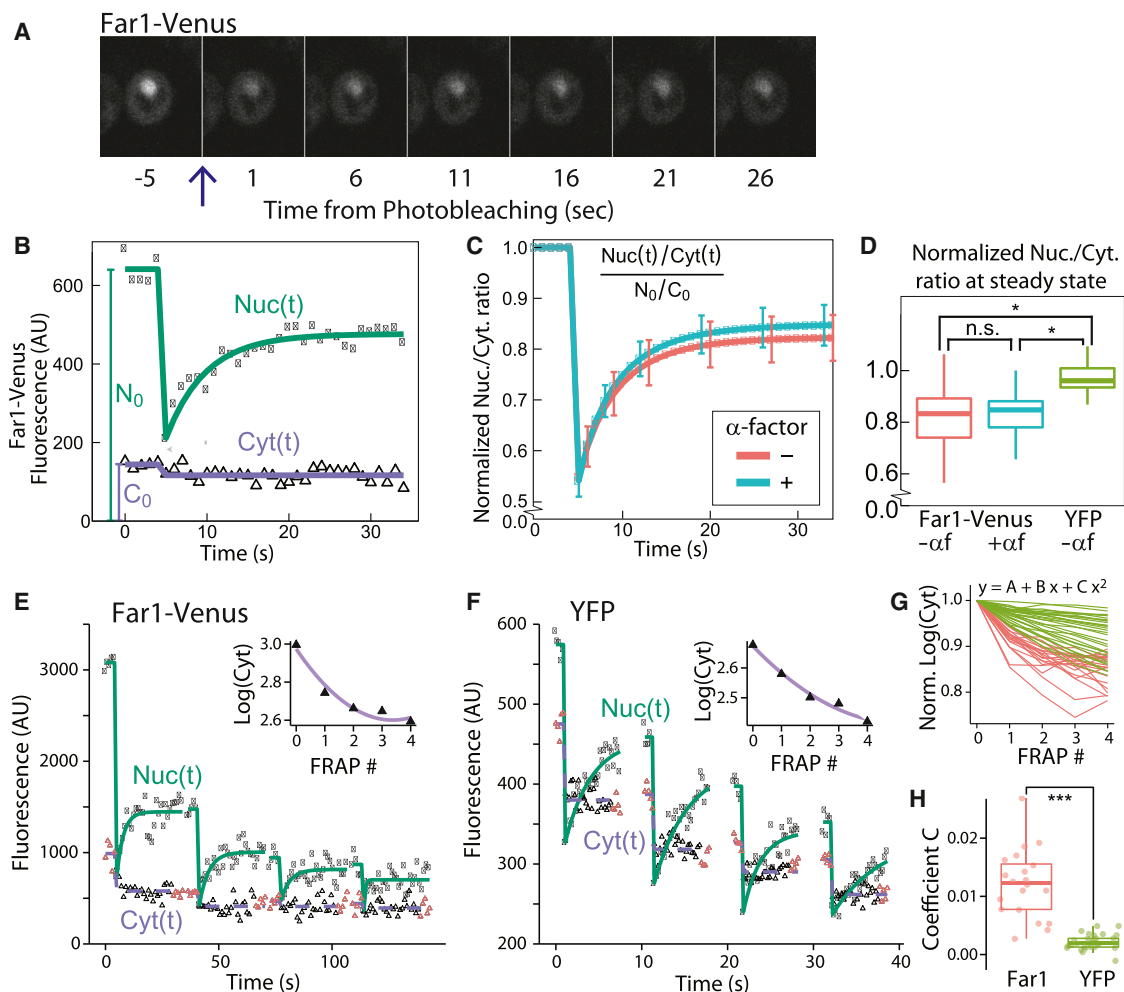 Far1-Venus
A
-5 1 6 11 16 21 26
Time from Photobleaching (sec)
B
Far1-Venus
Fluorescence (AU)
600
400
200
0
Nuc(t)
N0
Cyt(t)
C0
0 10 20 30
Time (s)
C
Normalized Nuc./Cyt. ratio
1.0
0.9
0.8
0.7
0.6
0.5
0.0
Nuc(t)/Cyt(t)
N0/C0
α-factor
−
+
10 20 30
Time (s)
D
Normalized Nuc./Cyt.
ratio at steady state
*
n.s.
*
1.0
0.8
0.6
0.0
Far1-Venus YFP
-αf +αf -αf
E
Far1-Venus
Fluorescence (AU)
3000
2000
1000
500
0
Nuc(t)
Cyt(t)
0 50 100
Time (s)
Log(Cyt)
3.0
2.8
2.6
0 1 2 3 4
FRAP #
F
YFP
Fluorescence (AU)
600
500
400
300
200
Nuc(t)
Cyt(t)
0 10 20 30 40
Time (s)
Log(Cyt)
2.6
2.5
0 1 2 3 4
FRAP #
G
y = A + B x + C x²
Norm. Log(Cyt)
1.0
0.9
0.8
0 1 2 3 4
FRAP #
H
***
Coefficient C
0.02
0.01
0.00
Far1 YFP